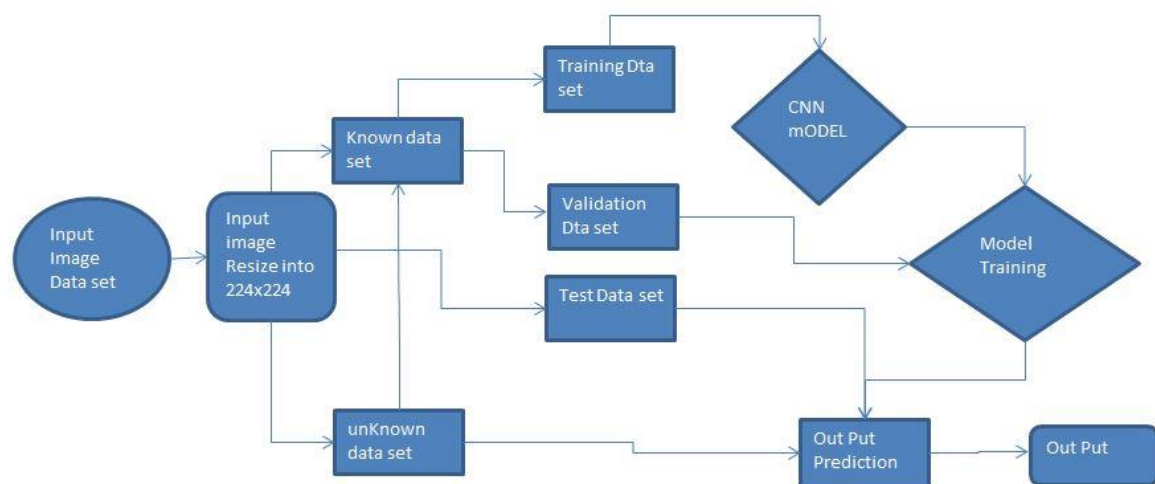 Input
Image
Data set
Input
image
Resize into
224x224
Known data
set
unKnown
data set
Training Dta
set
Validation
Dta set
Test Data set
CNN
mODEL
Model
Training
Out Put
Prediction
Out Put